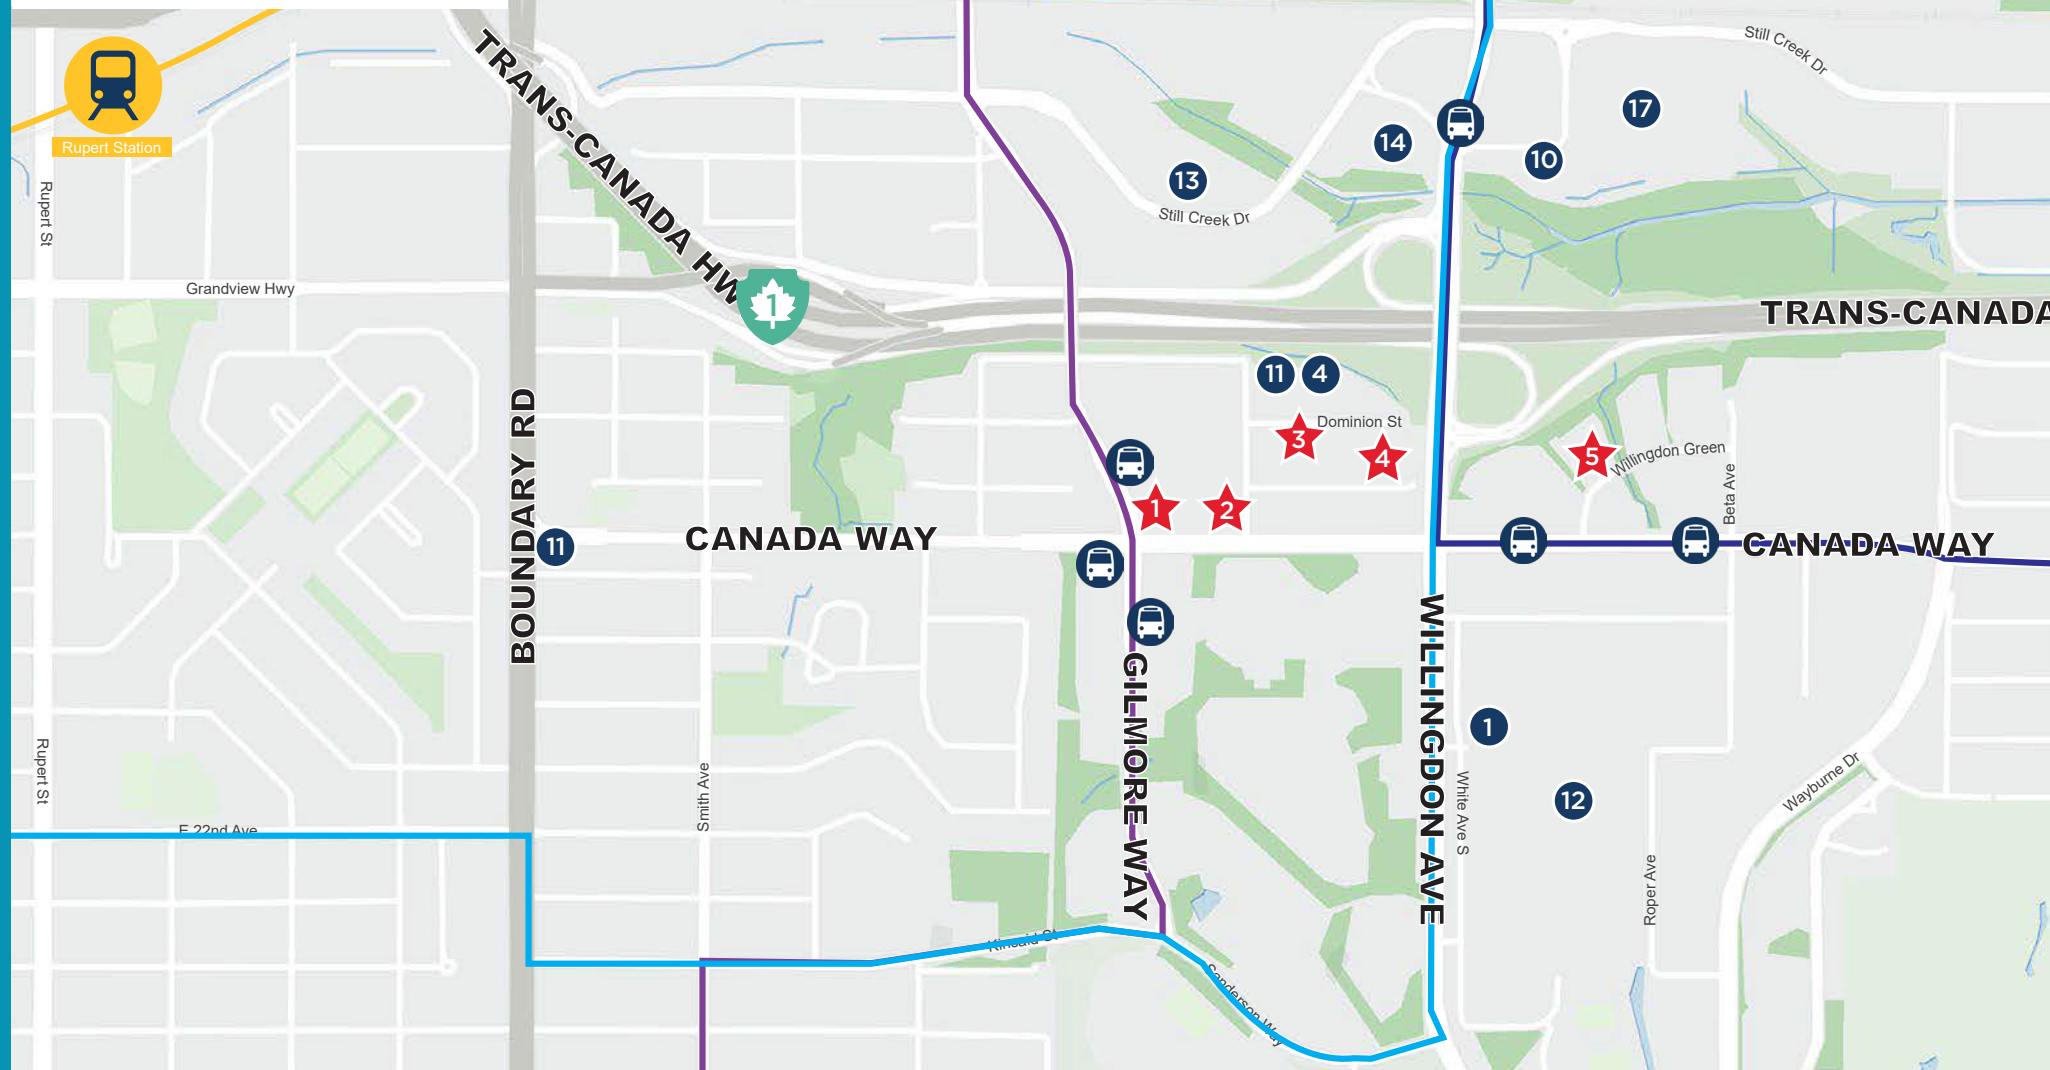 Still Creek Dr
TRANS-CANADA HW
17
14
10
Rupert Station
13
Rupert St
Still Creek Dr
Grandview Hwy
1
TRANS-CANADA
11
4
Dominion St
3
4
5
Willingdon Green
Beta Ave
BOUNDARY RD
1
2
11
CANADA WAY
CANADA WAY
WILLINGDON AVE
GILMORE WAY
1
Rupert St
Smith Ave
White Ave S
12
Wayburne Dr
E 22nd Ave
Roper Ave
Kincaid St
Sanderson Way